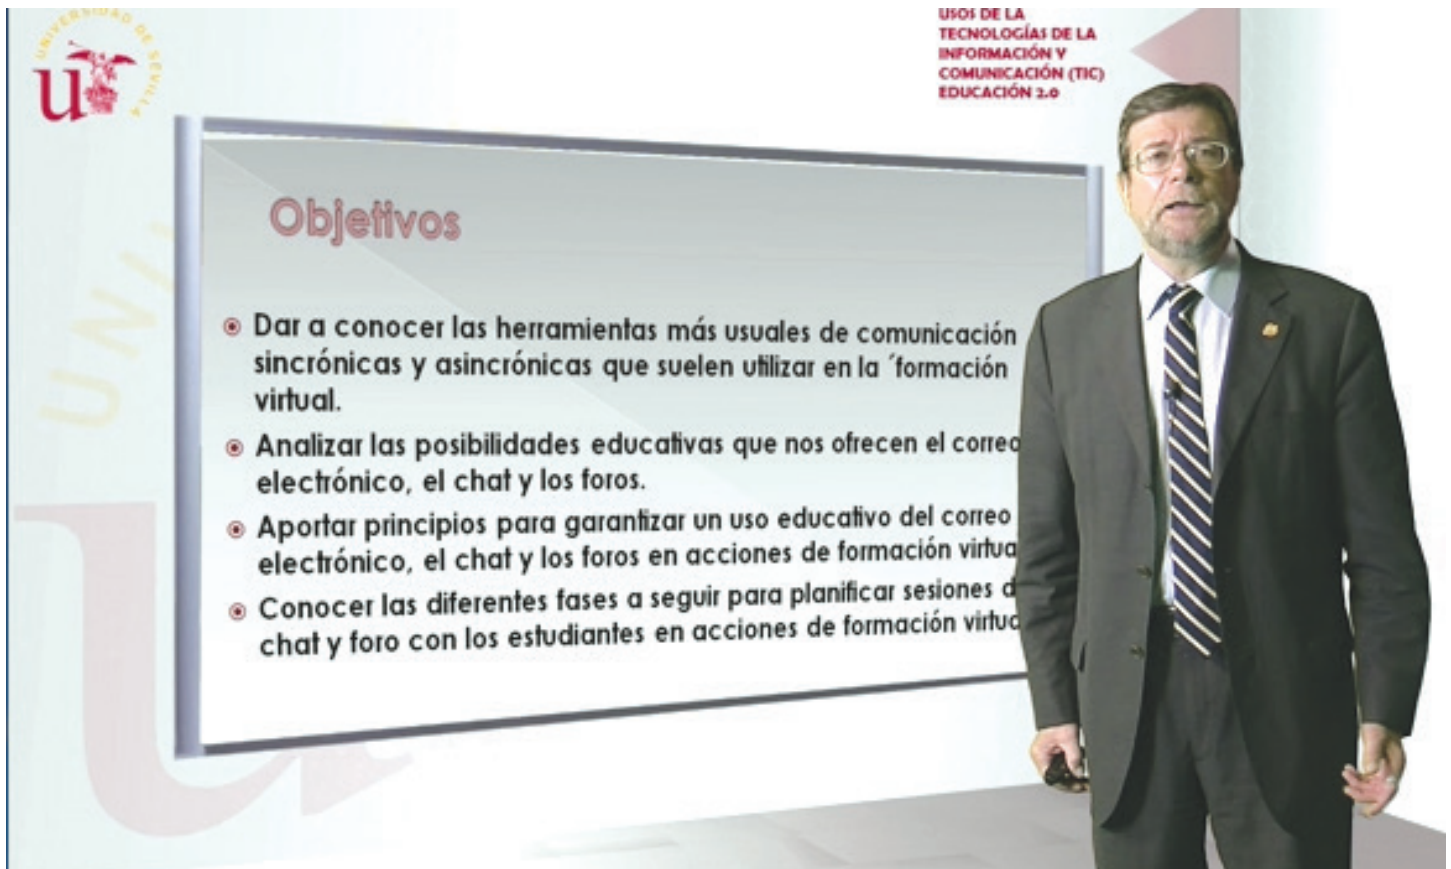 UNIVERSIDAD DE SEVILLA
USOS DE LA
TECNOLOGÍAS DE LA
INFORMACIÓN Y
COMUNICACIÓN (TIC)
EDUCACIÓN 2.0
Objetivos
Dar a conocer las herramientas más usuales de comunicación
sincrónicas y asincrónicas que suelen utilizar en la ´formación
virtual.
Analizar las posibilidades educativas que nos ofrecen el correo
electrónico, el chat y los foros.
Aportar principios para garantizar un uso educativo del correo
electrónico, el chat y los foros en acciones de formación virtua
Conocer las diferentes fases a seguir para planificar sesiones d
chat y foro con los estudiantes en acciones de formación virtua
UNI